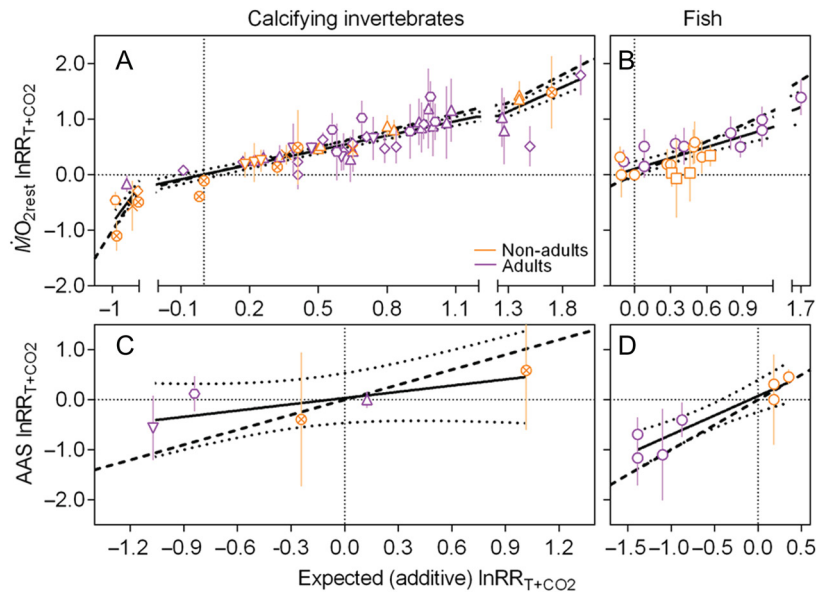 Calcifying invertebrates
Fish
A
B
ṀO2rest lnRRT+CO2
2.0
1.0
0.0
−1.0
−2.0
Non-adults
Adults
−1 −0.1 0.2 0.5 0.8 1.1 1.3 1.8
0.0 0.3 0.6 0.9 1.7
C
D
AAS lnRRT+CO2
1.0
0.0
−1.0
−2.0
−1.2 −0.9 −0.6 −0.3 0.0 0.3 0.6 0.9 1.2
−1.5 −1.0 −0.5 0.0 0.5
Expected (additive) lnRRT+CO2